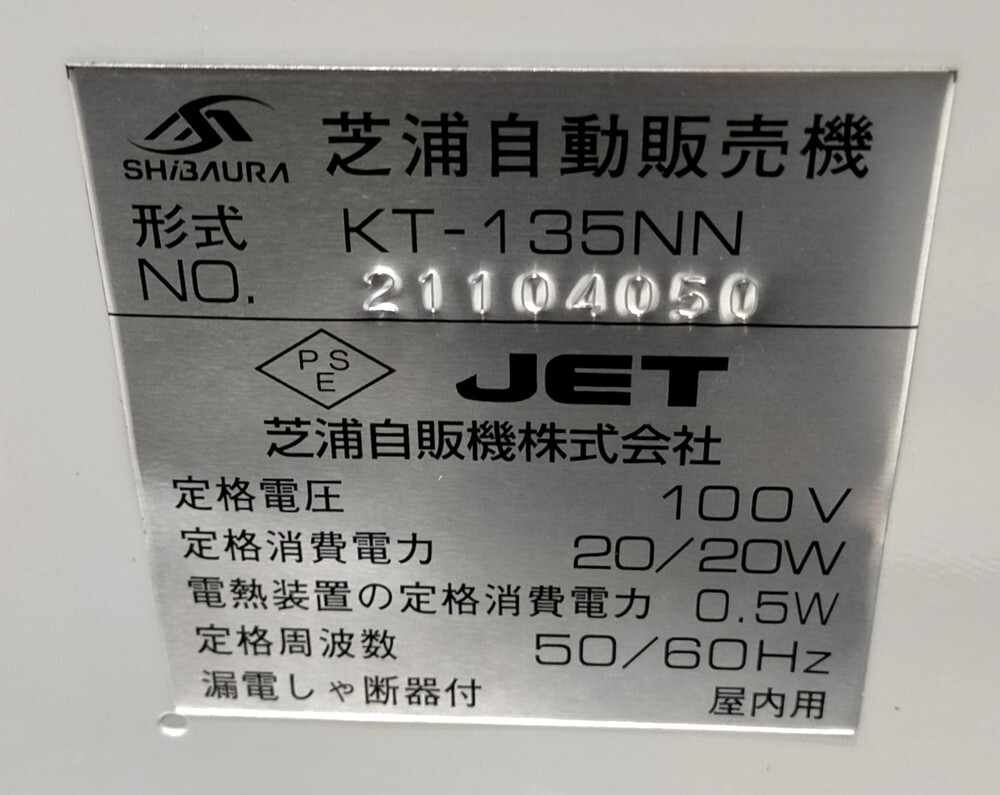 SHiBAURA 芝浦自動販売機
形式 KT-135NN
NO. 21104050
PSE JET
芝浦自販機株式会社
定格電圧 100V
定格消費電力 20/20W
電熱装置の定格消費電力 0.5W
定格周波数 50/60Hz
漏電しゃ断器付 屋内用